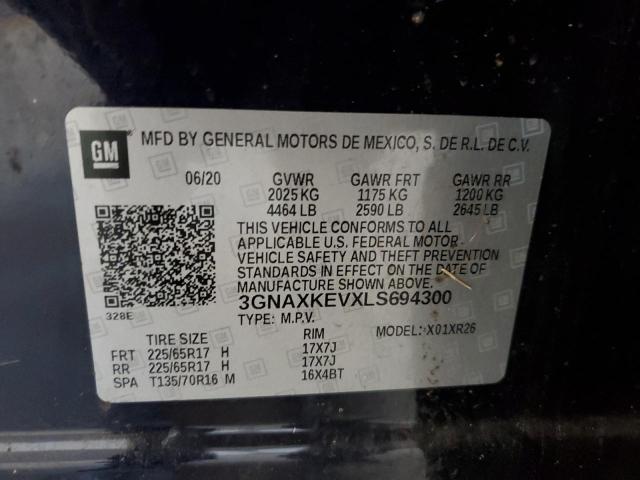 GM MFD BY GENERAL MOTORS DE MEXICO, S. DE R.L. DE C.V.
06/20 GVWR GAWR FRT GAWR RR
2025 KG 1175 KG 1200 KG
4464 LB 2590 LB 2645 LB
THIS VEHICLE CONFORMS TO ALL
APPLICABLE U.S. FEDERAL MOTOR
VEHICLE SAFETY AND THEFT PREVENTION
STANDARDS IN EFFECT ON THE DATE OF
MANUFACTURE SHOWN ABOVE.
3GNAXKEVXLS694300
328E TYPE: M.P.V. MODEL: X01XR26
TIRE SIZE RIM
FRT 225/65R17 H 17X7J
RR 225/65R17 H 17X7J
SPA T135/70R16 M 16X4BT